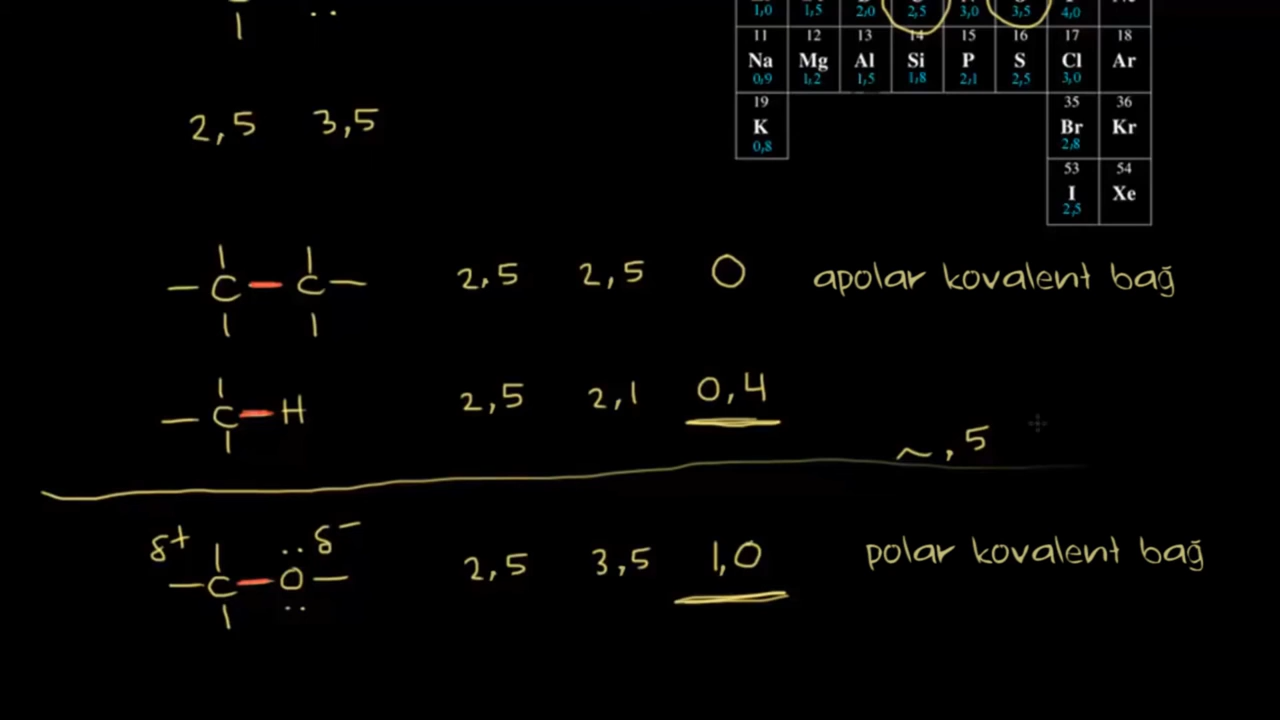 1,0 1,5 2,0 2,5 3,0 3,5 4,0
11 12 13 14 15 16 17 18
Na Mg Al Si P S Cl Ar
0,9 1,2 1,5 1,8 2,1 2,5 3,0
19 35 36
K Br Kr
0,8 2,8
53 54
I Xe
2,5
2,5 3,5
C C 2,5 2,5 0 apolar kovalent bağ
C H 2,5 2,1 0,4
~,5
δ+ δ-
C O 2,5 3,5 1,0 polar kovalent bağ